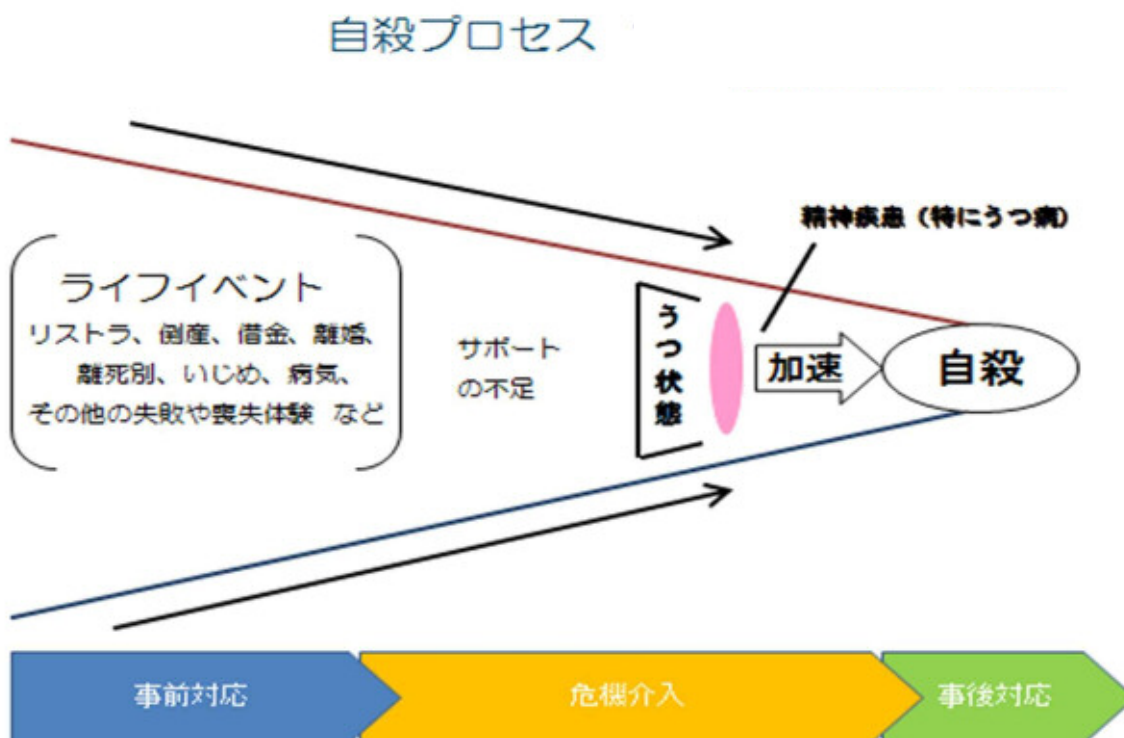 自殺プロセス
精神疾患（特にうつ病）
ライフイベント
リストラ、倒産、借金、離婚、
離死別、いじめ、病気、
その他の失敗や喪失体験 など
サポート
の不足
うつ状態
加速
自殺
事前対応
危機介入
事後対応